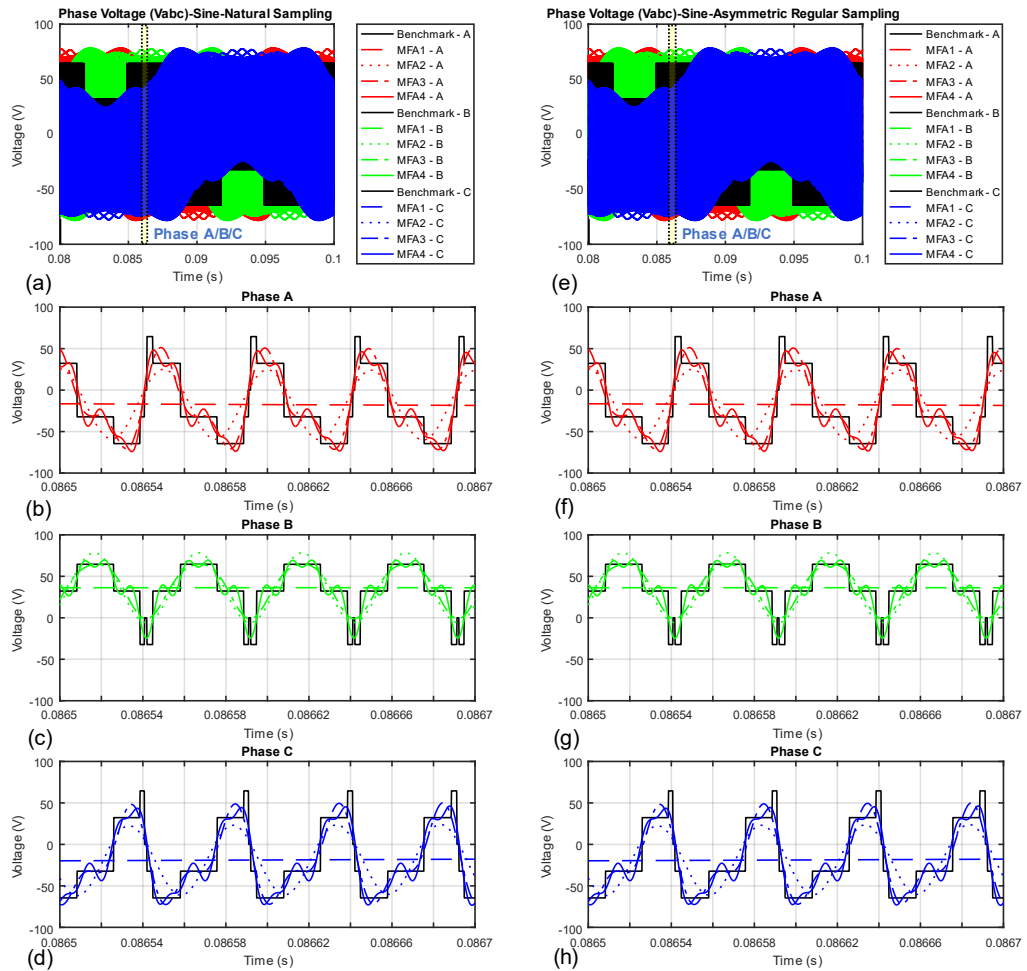 Phase Voltage (Vabc)-Sine-Natural Sampling
100
50
0
-50
-100
Voltage (V)
0.08
0.085
0.09
0.095
0.1
Time (s)
Phase A/B/C
Benchmark - A
MFA1 - A
MFA2 - A
MFA3 - A
MFA4 - A
Benchmark - B
MFA1 - B
MFA2 - B
MFA3 - B
MFA4 - B
Benchmark - C
MFA1 - C
MFA2 - C
MFA3 - C
MFA4 - C
(a)
Phase Voltage (Vabc)-Sine-Asymmetric Regular Sampling
100
50
0
-50
-100
Voltage (V)
0.08
0.085
0.09
0.095
0.1
Time (s)
Phase A/B/C
Benchmark - A
MFA1 - A
MFA2 - A
MFA3 - A
MFA4 - A
Benchmark - B
MFA1 - B
MFA2 - B
MFA3 - B
MFA4 - B
Benchmark - C
MFA1 - C
MFA2 - C
MFA3 - C
MFA4 - C
(e)
Phase A
100
50
0
-50
-100
Voltage (V)
0.0865
0.08654
0.08658
0.08662
0.08666
0.0867
Time (s)
(b)
Phase A
100
50
0
-50
-100
Voltage (V)
0.0865
0.08654
0.08658
0.08662
0.08666
0.0867
Time (s)
(f)
Phase B
100
50
0
-50
-100
Voltage (V)
0.0865
0.08654
0.08658
0.08662
0.08666
0.0867
Time (s)
(c)
Phase B
100
50
0
-50
-100
Voltage (V)
0.0865
0.08654
0.08658
0.08662
0.08666
0.0867
Time (s)
(g)
Phase C
100
50
0
-50
-100
Voltage (V)
0.0865
0.08654
0.08658
0.08662
0.08666
0.0867
Time (s)
(d)
Phase C
100
50
0
-50
-100
Voltage (V)
0.0865
0.08654
0.08658
0.08662
0.08666
0.0867
Time (s)
(h)